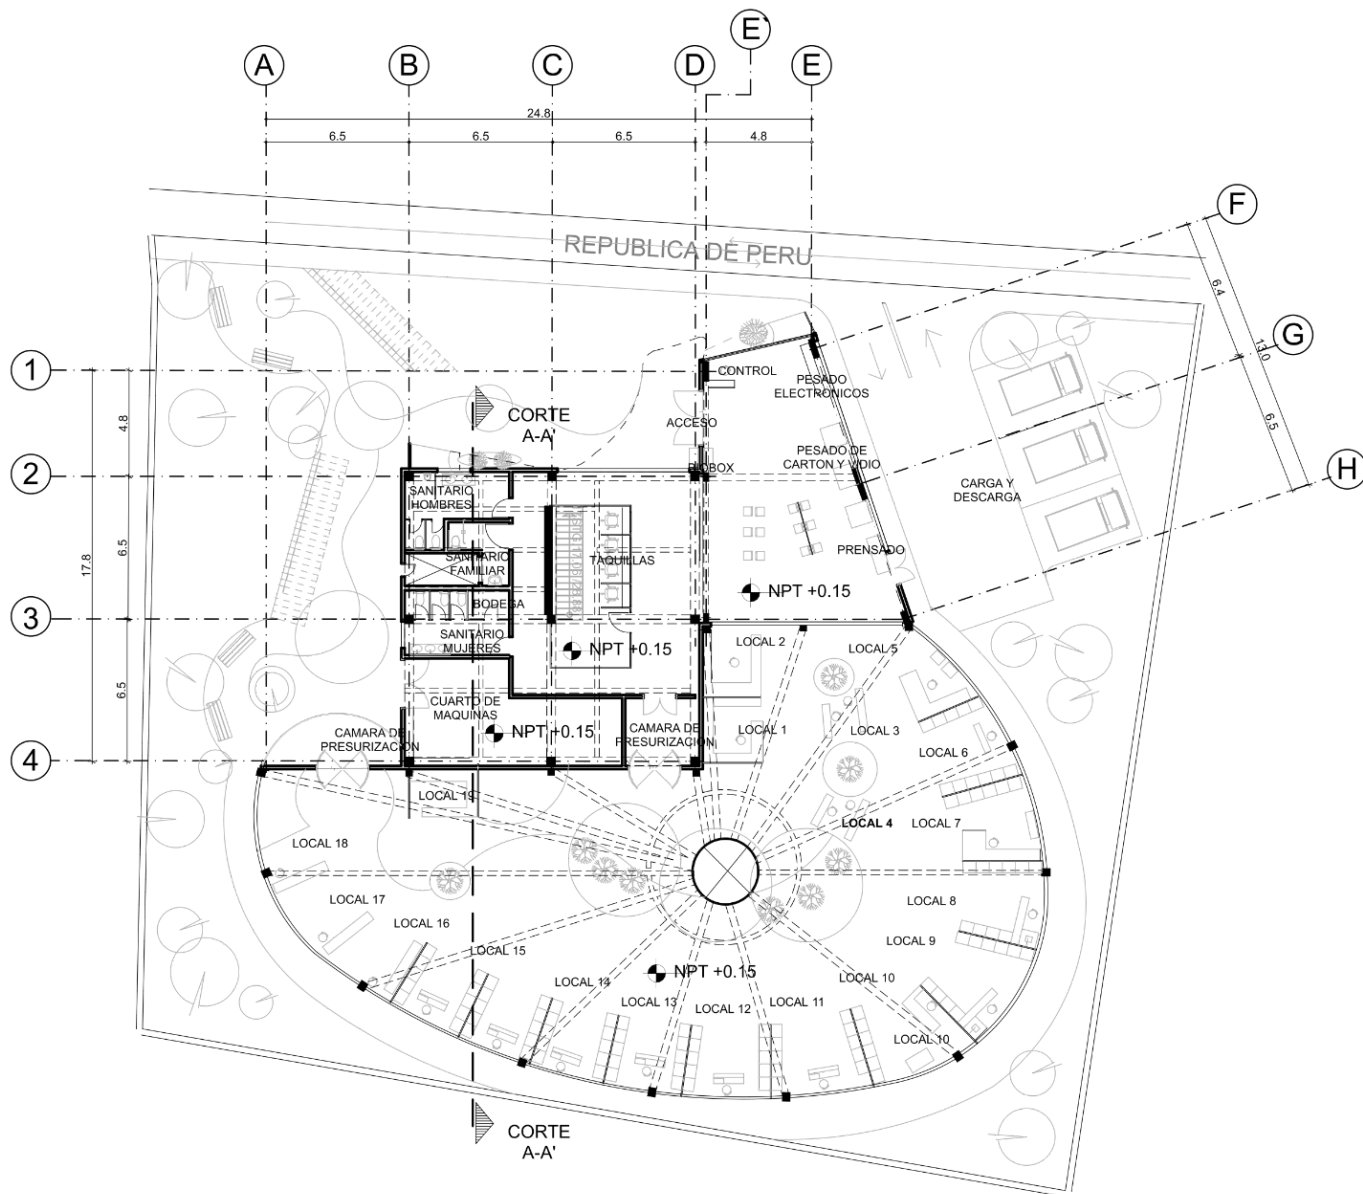 E'
A
B
C
D
E
24.8
6.5
6.5
6.5
4.8
F
REPUBLICA DE PERU
6.4
G
13.0
1
CONTROL
PESADO
ELECTRONICOS
4.8
CORTE
A-A'
ACCESO
6.5
2
PESADO DE
CARTON Y VIDIO
H
SANITARIO
HOMBRES
CARGA Y
DESCARGA
17.8
6.5
SANITARIO
FAMILIAR
TAQUILLAS
PRENSADO
NPT +0.15
BODEGA
3
SANITARIO
MUJERES
NPT +0.15
LOCAL 2
LOCAL 5
6.5
CUARTO DE
MAQUINAS
NPT +0.15
CAMARA DE
PRESURIZACION
CAMARA DE
PRESURIZACION
LOCAL 1
LOCAL 3
LOCAL 6
4
LOCAL 19
LOCAL 4
LOCAL 7
LOCAL 18
LOCAL 17
LOCAL 8
LOCAL 16
LOCAL 9
LOCAL 15
NPT +0.15
LOCAL 14
LOCAL 10
LOCAL 13
LOCAL 12
LOCAL 11
LOCAL 10
CORTE
A-A'